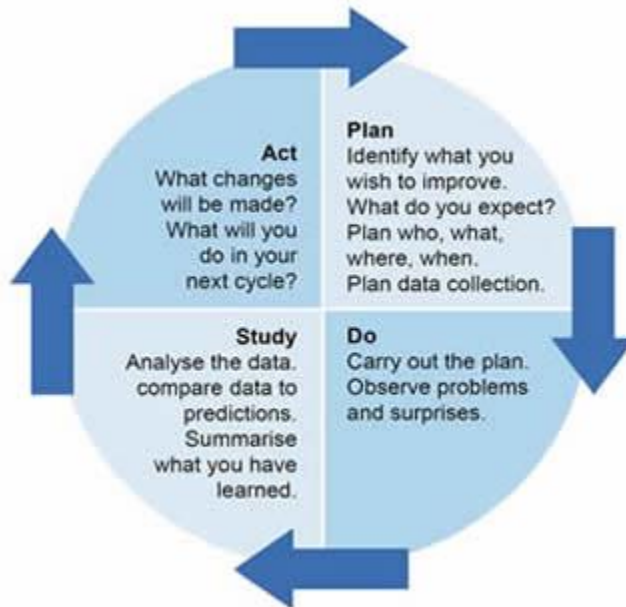 Plan
Identify what you
wish to improve.
What do you expect?
Plan who, what,
where, when.
Plan data collection.
Do
Carry out the plan.
Observe problems
and surprises.
Study
Analyse the data.
compare data to
predictions.
Summarise
what you have
learned.
Act
What changes
will be made?
What will you
do in your
next cycle?